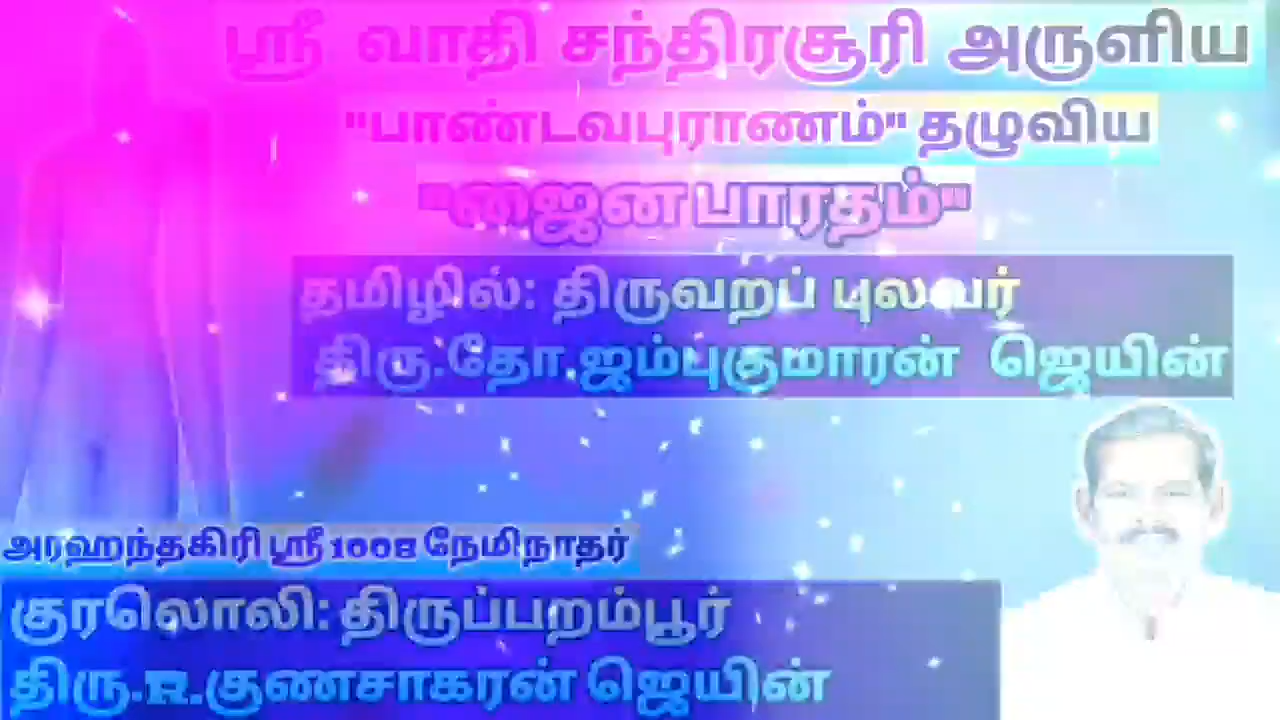 ஸ்ரீ வாதி சந்திரசூரி அருளிய
"பாண்டவபுராணம்" தழுவிய
"ஜைன பாரதம்"
தமிழில்: திருவறப் புலவர்
திரு.தோ.ஜம்புகுமாரன் ஜெயின்
அரஹந்தகிரி ஸ்ரீ 1008 நேமிநாதர்
குரலொலி: திருப்பறம்பூர்
திரு.R.குணசாகரன் ஜெயின்